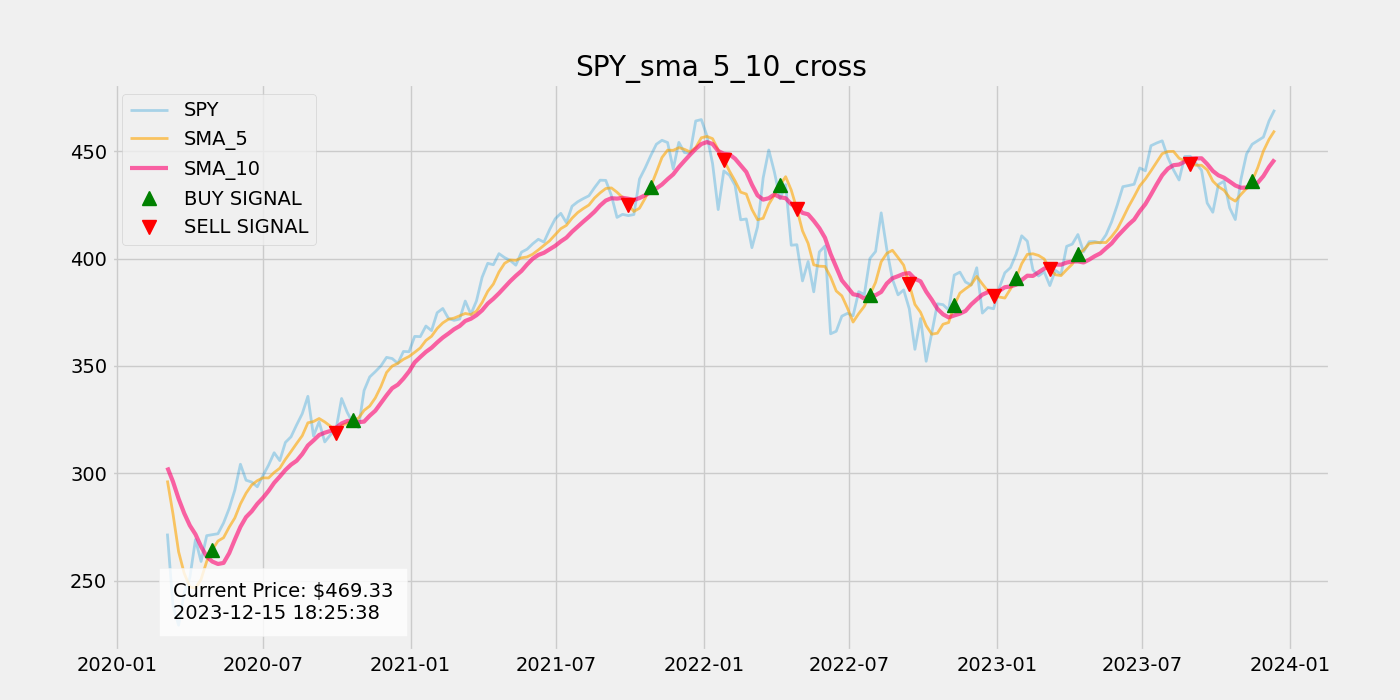 SPY_sma_5_10_cross
SPY
SMA_5
SMA_10
BUY SIGNAL
SELL SIGNAL
450
400
350
300
250
Current Price: $469.33
2023-12-15 18:25:38
2020-01 2020-07 2021-01 2021-07 2022-01 2022-07 2023-01 2023-07 2024-01